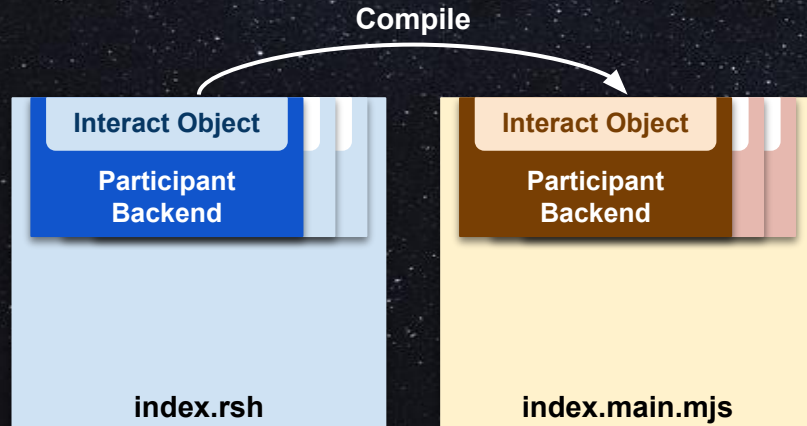 Compile
Interact Object
Participant
Backend
index.rsh
Interact Object
Participant
Backend
index.main.mjs